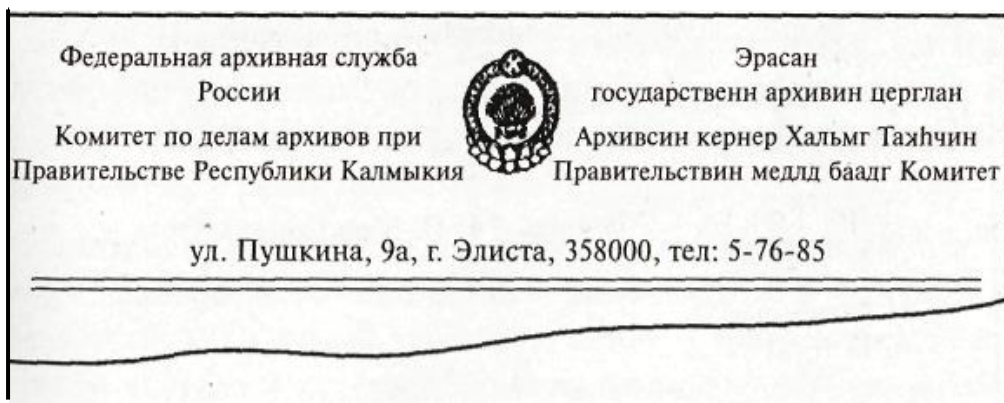 Федеральная архивная служба
России
Комитет по делам архивов при
Правительстве Республики Калмыкия
Эрасан
государственн архивин церглан
Архивсин кернер Хальмг Таңһчин
Правительствин меддд баадг Комитет
ул. Пушкина, 9а, г. Элиста, 358000, тел: 5-76-85